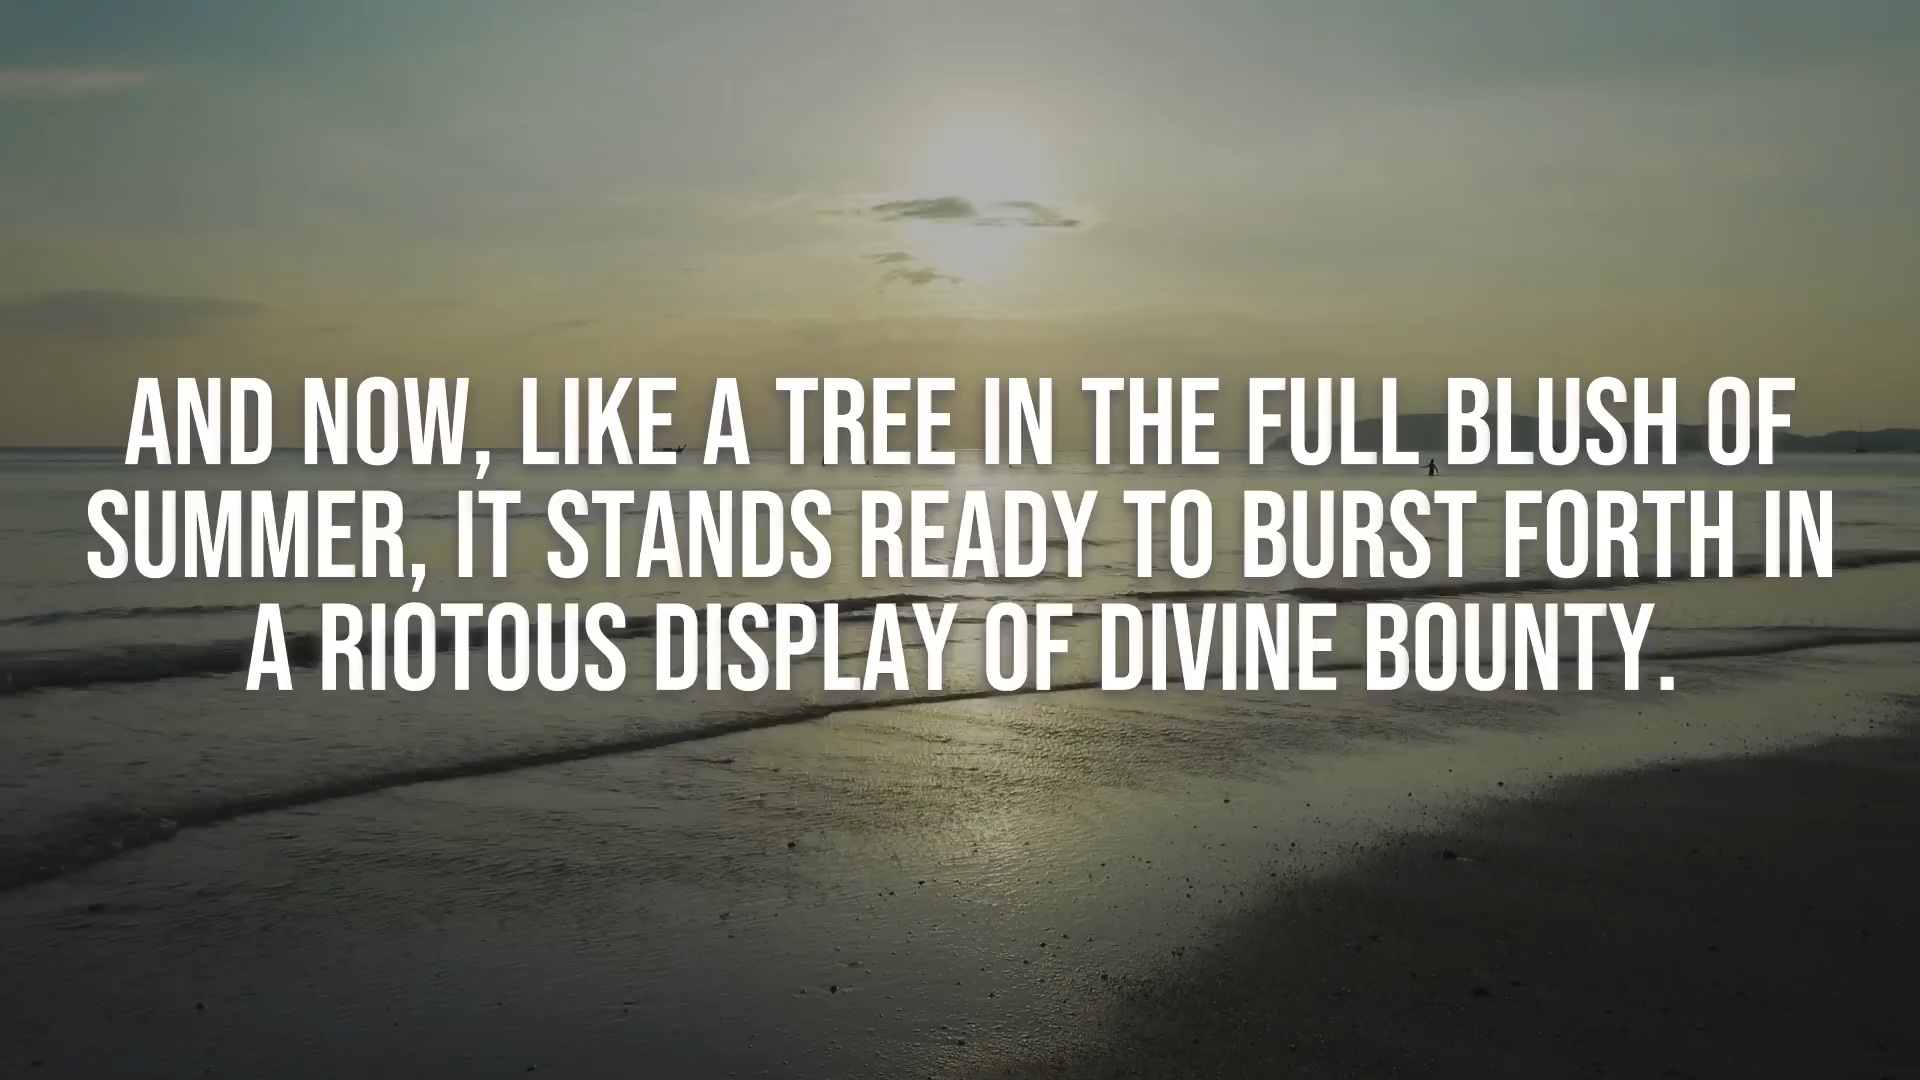 AND NOW, LIKE A TREE IN THE FULL BLUSH OF
SUMMER, IT STANDS READY TO BURST FORTH IN
A RIOTOUS DISPLAY OF DIVINE BOUNTY.